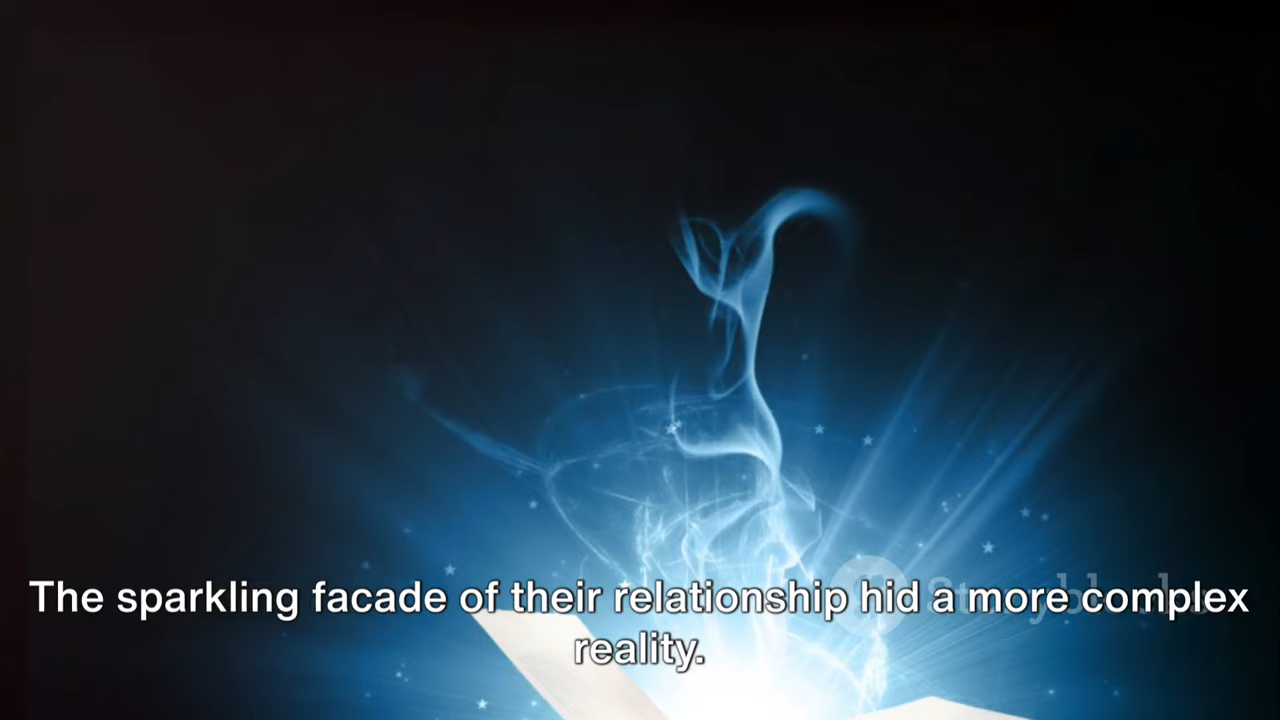 The sparkling facade of their relationship hid a more complex
reality.